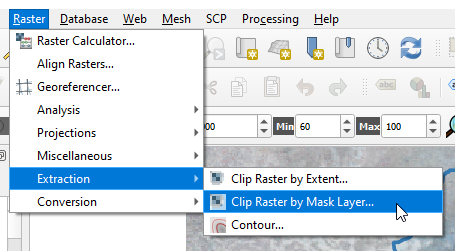 Raster Database Web Mesh SCP Processing Help
Raster Calculator...
Align Rasters...
Georeferencer...
Analysis
Projections
Miscellaneous
Extraction
Conversion
00 Min 60 Max 100
abc
Clip Raster by Extent...
Clip Raster by Mask Layer...
Contour...